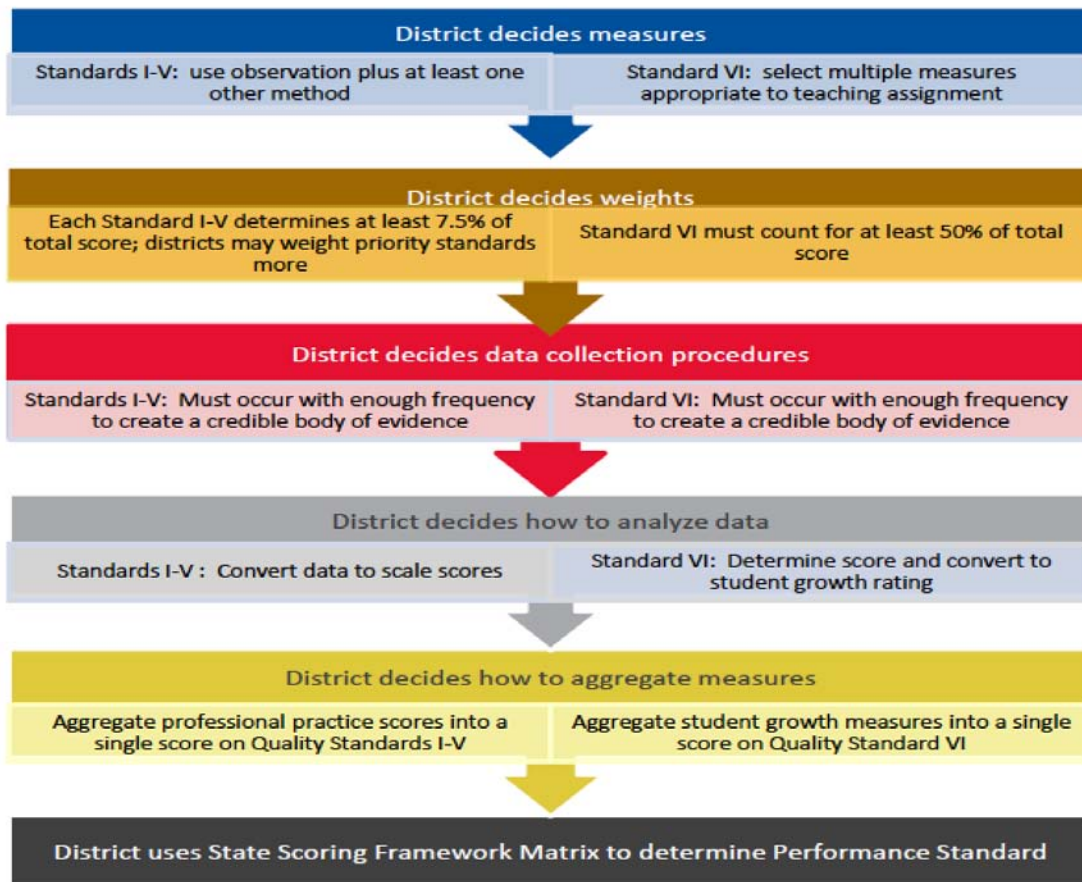 District decides measures
Standards I-V: use observation plus at least one
other method
Standard VI: select multiple measures
appropriate to teaching assignment
District decides weights
Each Standard I-V determines at least 7.5% of
total score; districts may weight priority standards
more
Standard VI must count for at least 50% of total
score
District decides data collection procedures
Standards I-V: Must occur with enough frequency
to create a credible body of evidence
Standard VI: Must occur with enough frequency
to create a credible body of evidence
District decides how to analyze data
Standards I-V : Convert data to scale scores
Standard VI: Determine score and convert to
student growth rating
District decides how to aggregate measures
Aggregate professional practice scores into a
single score on Quality Standards I-V
Aggregate student growth measures into a single
score on Quality Standard VI
District uses State Scoring Framework Matrix to determine Performance Standard